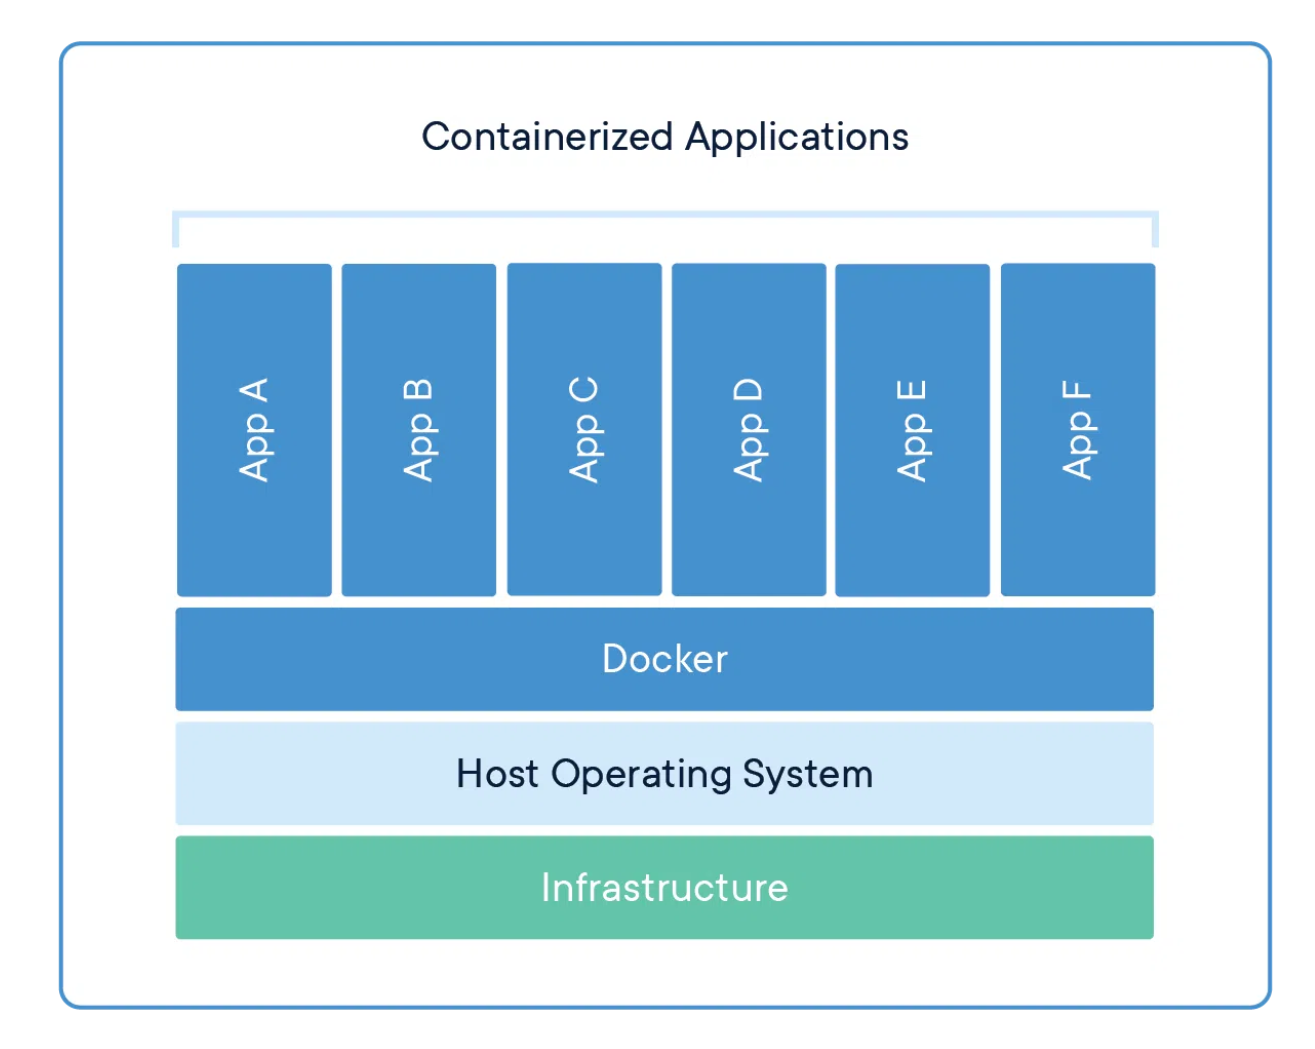 Containerized Applications
App A
App B
App C
App D
App E
App F
Docker
Host Operating System
Infrastructure